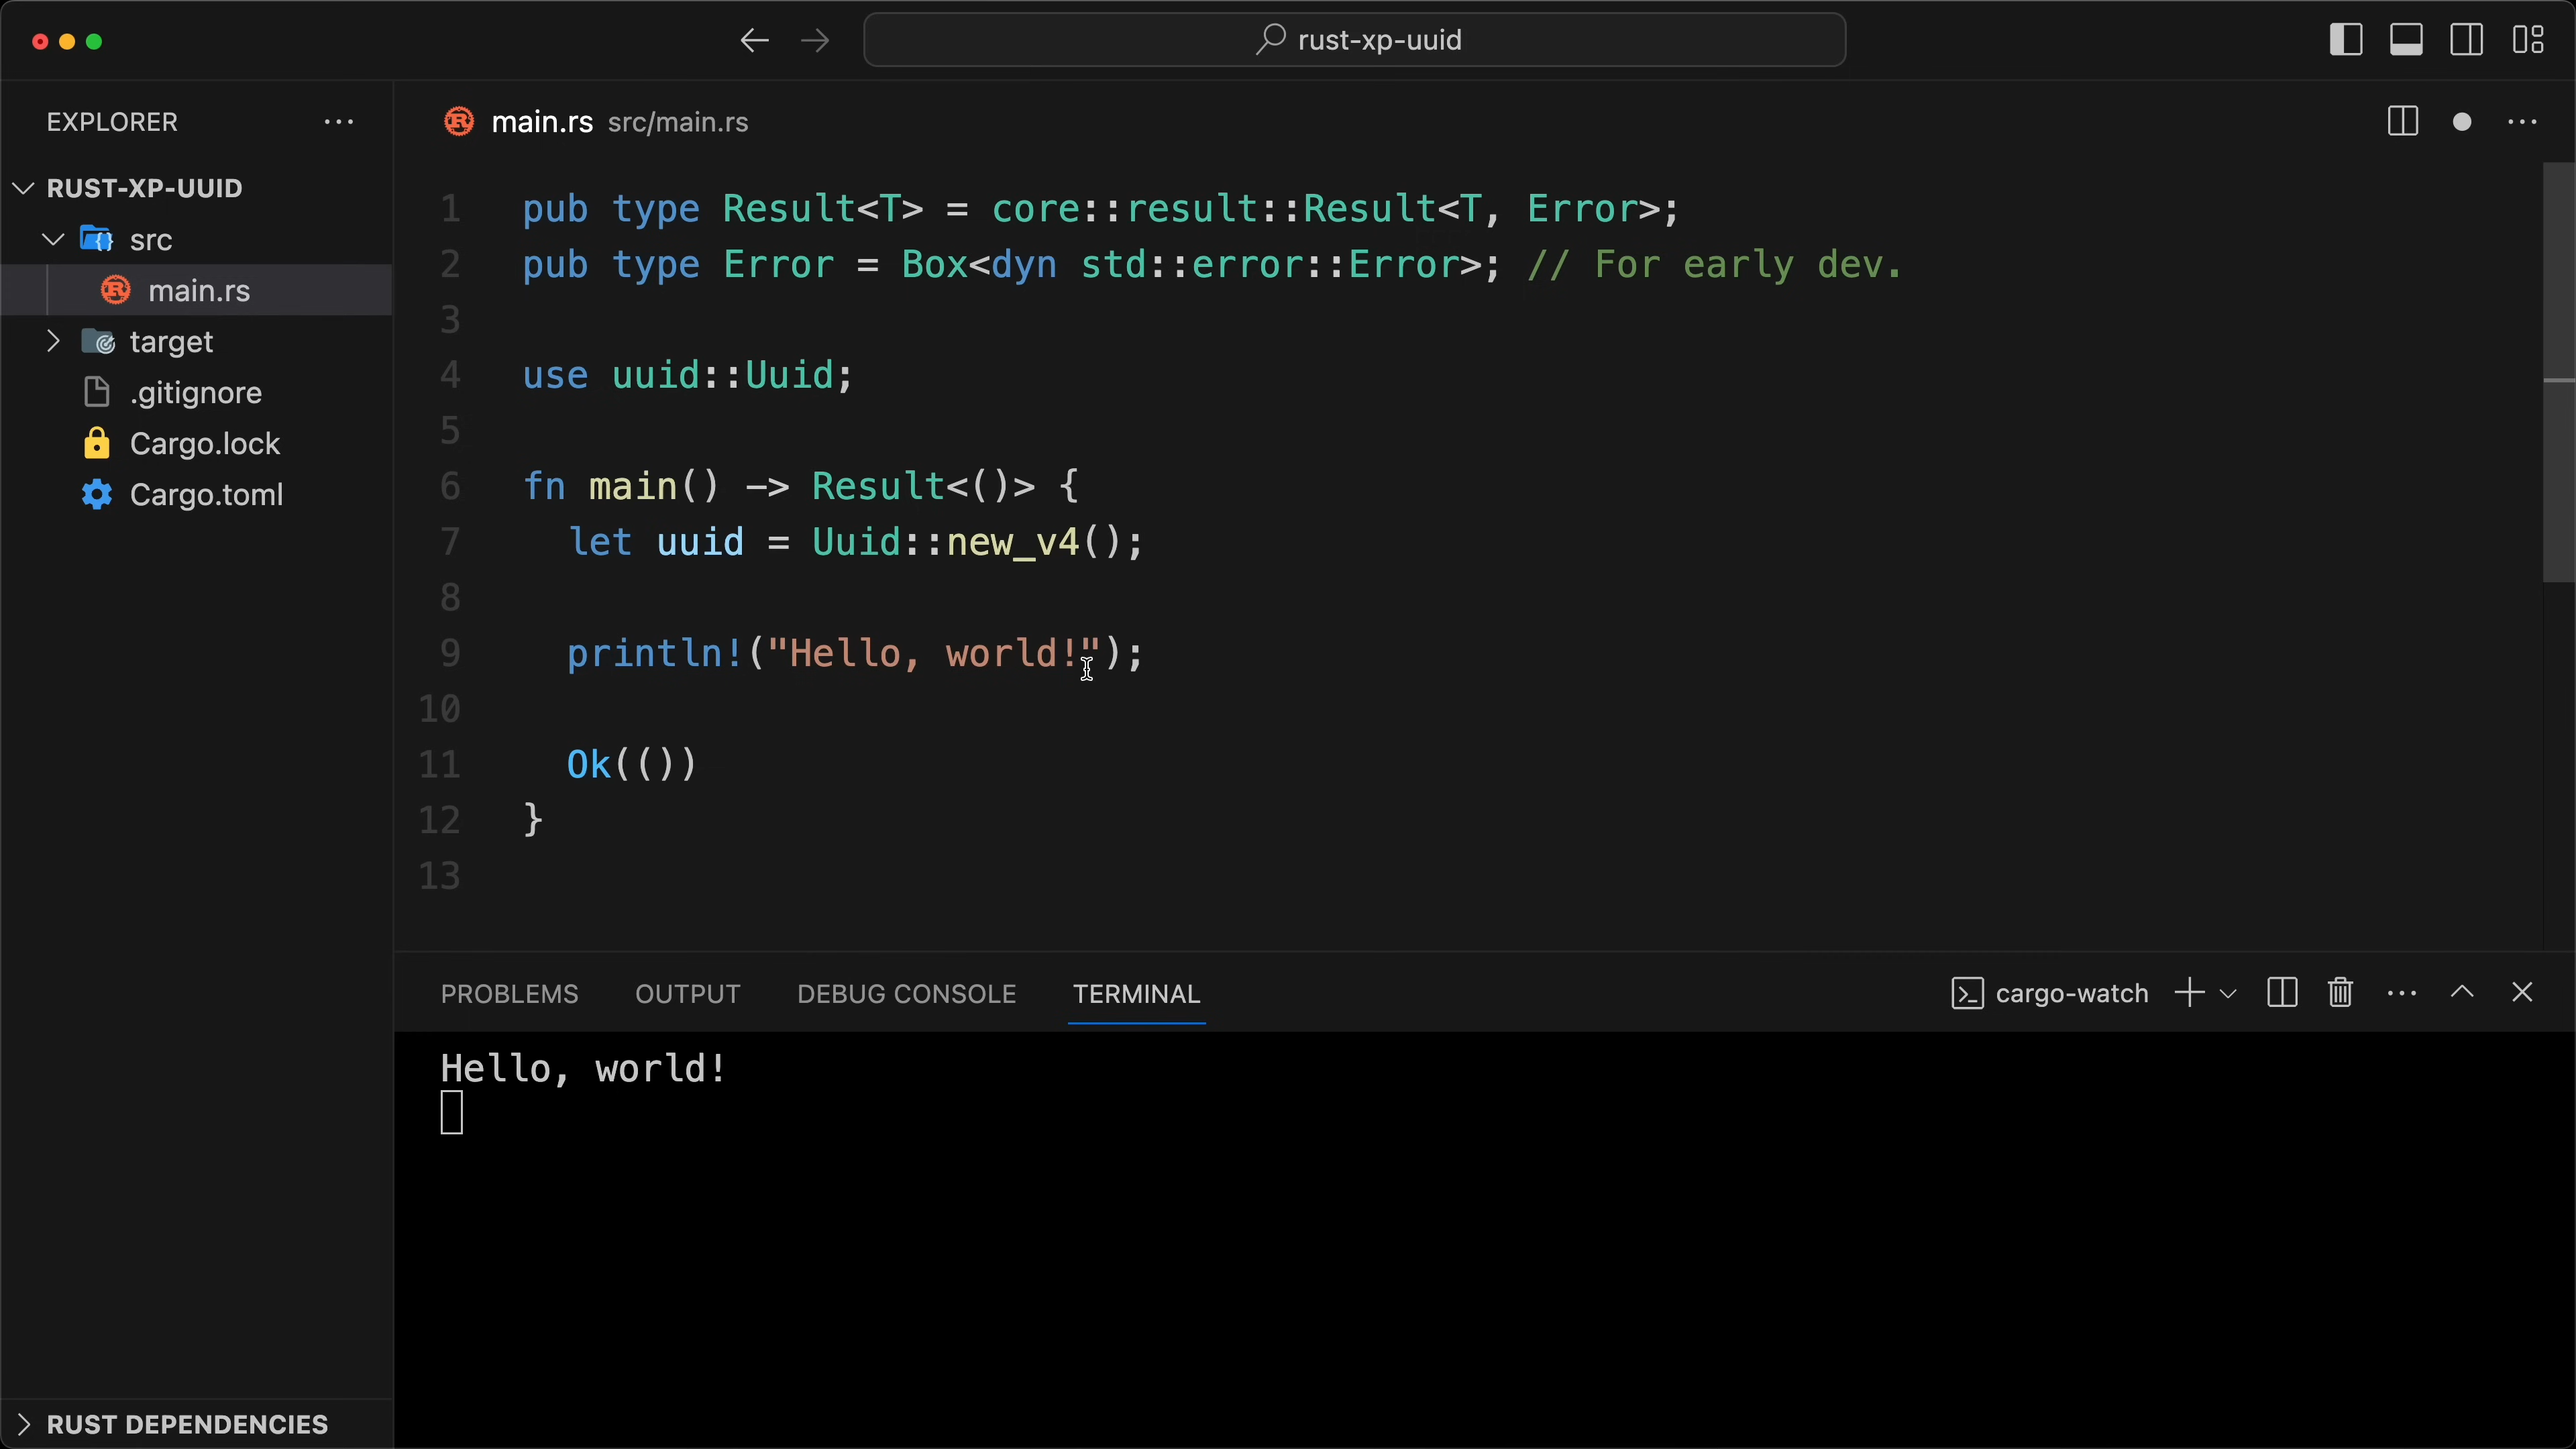 rust-xp-uuid
EXPLORER
main.rs src/main.rs
RUST-XP-UUID
src
main.rs
target
.gitignore
Cargo.lock
Cargo.toml
1 pub type Result<T> = core::result::Result<T, Error>;
2 pub type Error = Box<dyn std::error::Error>; // For early dev.
3
4 use uuid::Uuid;
5
6 fn main() -> Result<()> {
7 let uuid = Uuid::new_v4();
8
9 println!("Hello, world!");
10
11 Ok(())
12 }
13
PROBLEMS OUTPUT DEBUG CONSOLE TERMINAL cargo-watch
Hello, world!
RUST DEPENDENCIES